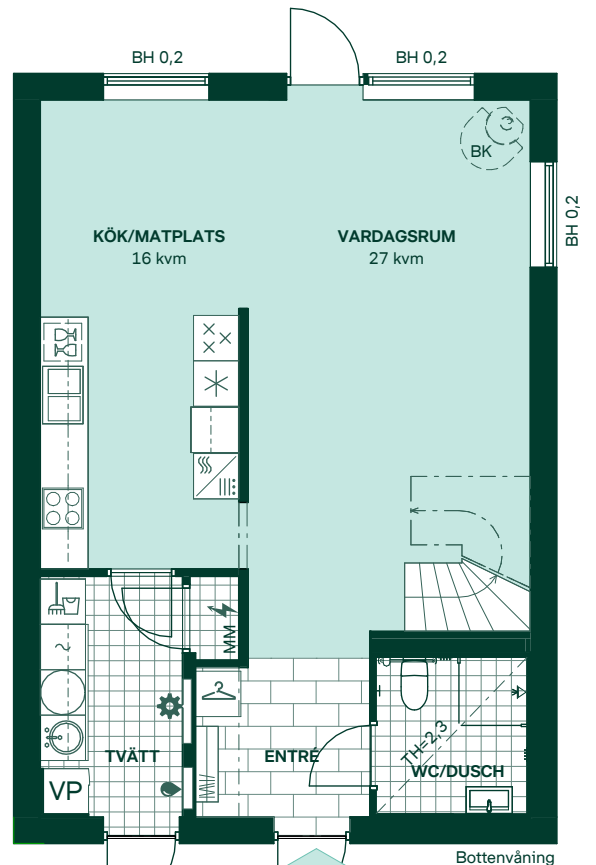 BH 0,2
BH 0,2
BK
BH 0,2
KÖK/MATPLATS
16 kvm
VARDAGSRUM
27 kvm
MM
TVÄTT
VP
ENTRÉ
TH=2,3
WC/DUSCH
Bottenvåning